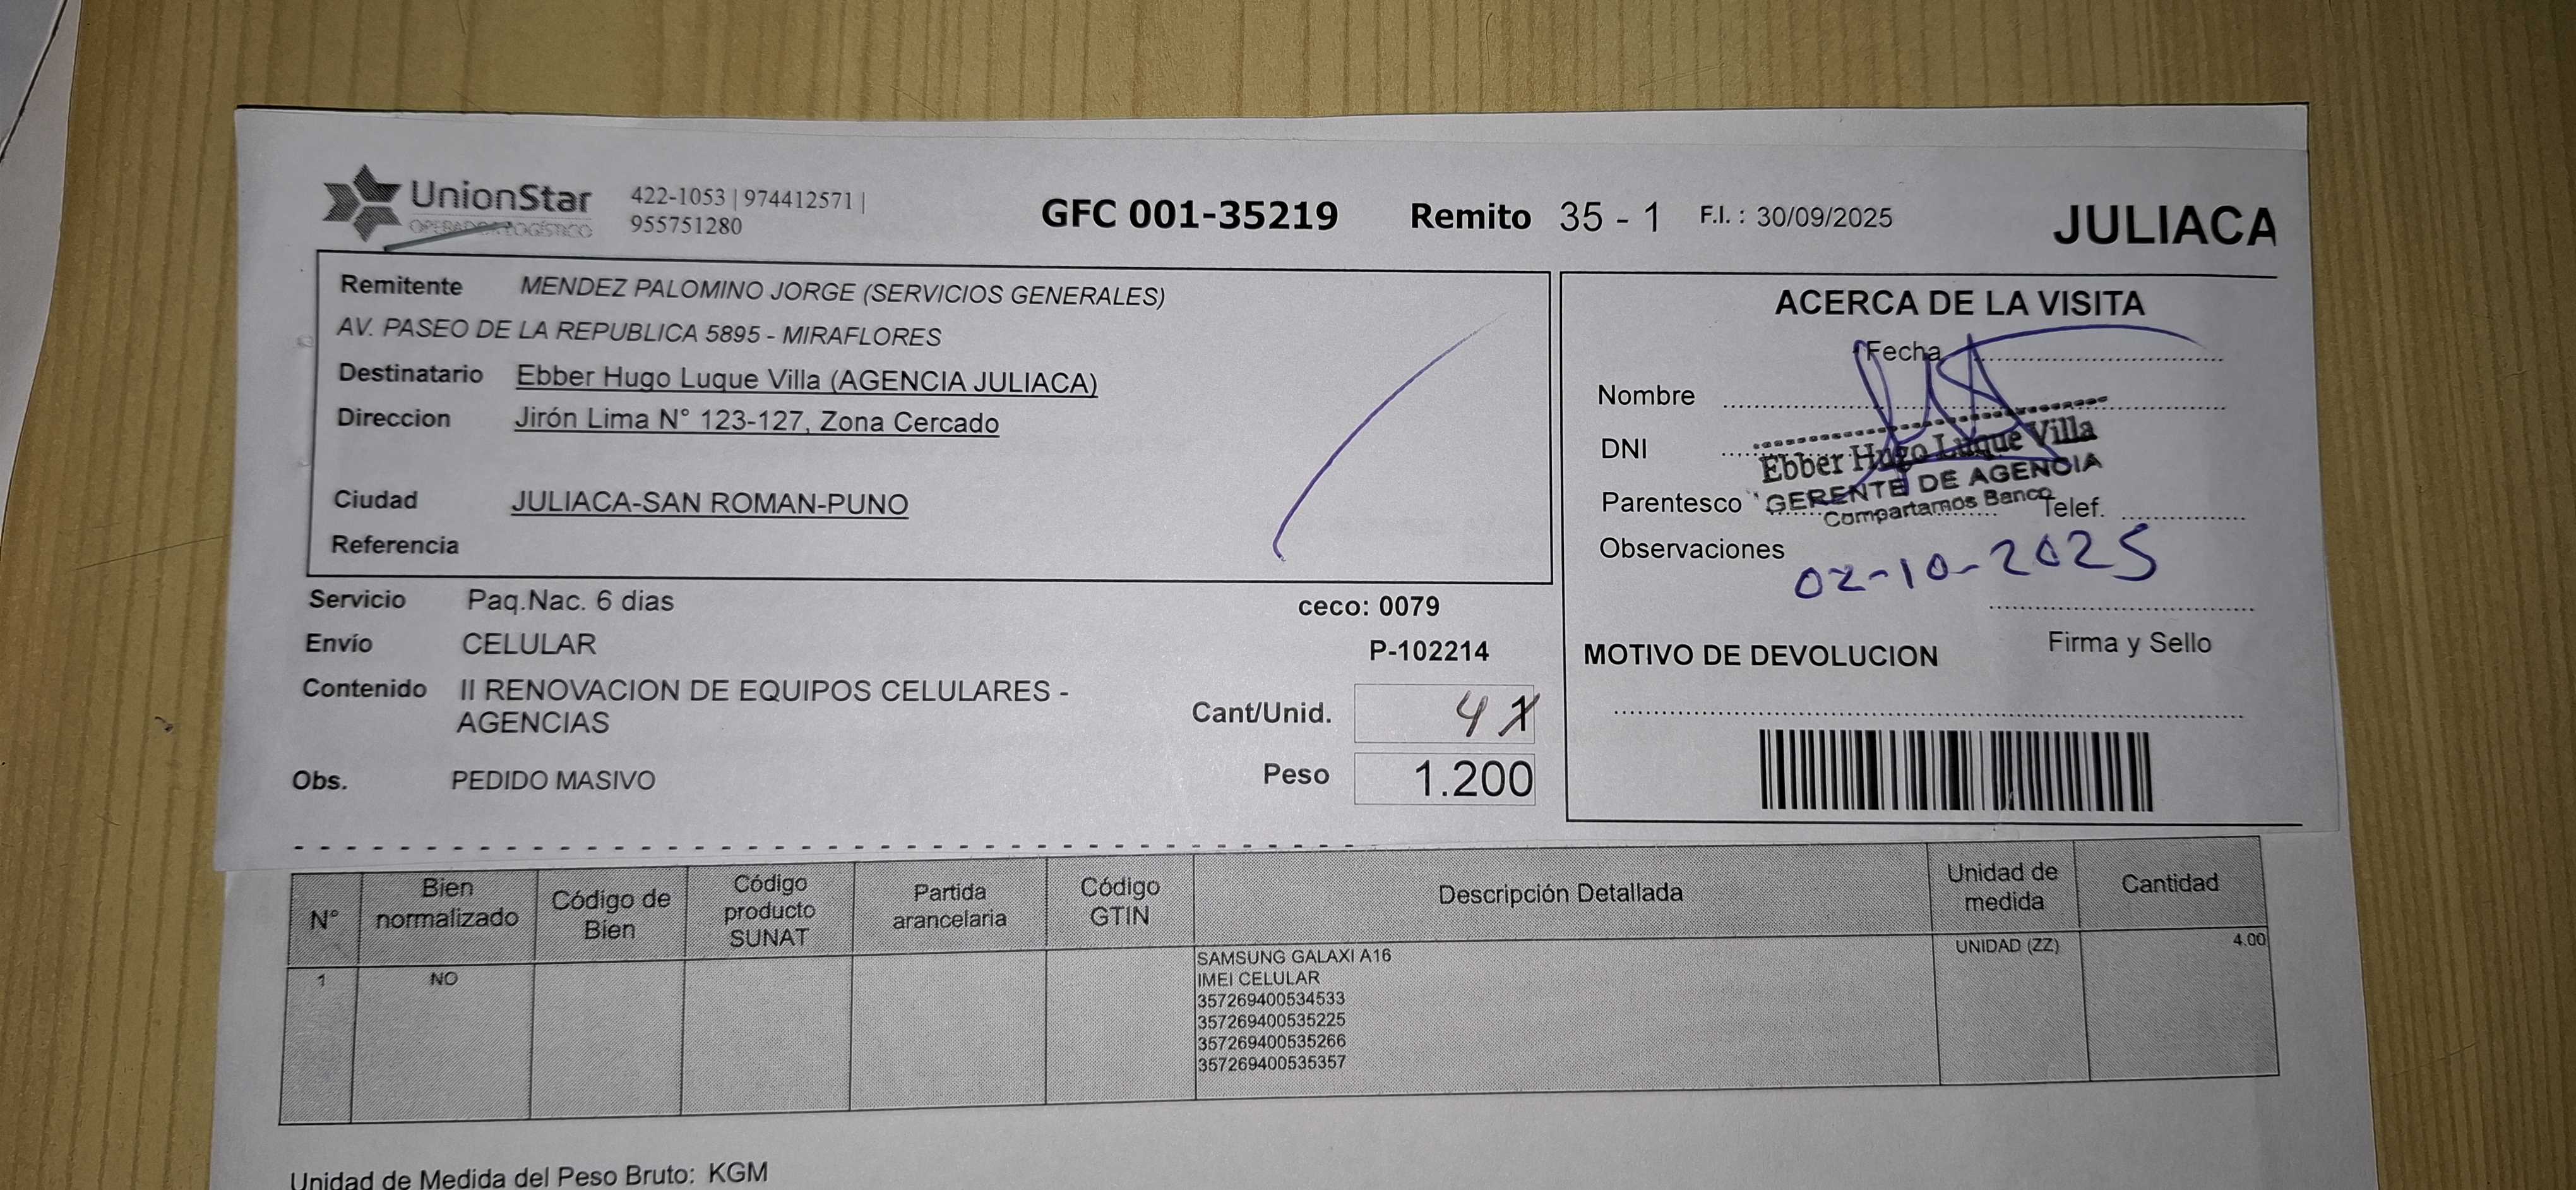 UnionStar
OPERADOR LOGÍSTICO
422-1053 | 974412571 |
955751280
GFC 001-35219
Remito 35 - 1
F.I. : 30/09/2025
JULIACA
Remitente MENDEZ PALOMINO JORGE (SERVICIOS GENERALES)
AV. PASEO DE LA REPUBLICA 5895 - MIRAFLORES
Destinatario Ebber Hugo Luque Villa (AGENCIA JULIACA)
Direccion Jirón Lima N° 123-127, Zona Cercado
Ciudad JULIACA-SAN ROMAN-PUNO
Referencia
Servicio Paq.Nac. 6 dias
ceco: 0079
Envío CELULAR
P-102214
Contenido II RENOVACION DE EQUIPOS CELULARES -
AGENCIAS
Cant/Unid. 4 1
Obs. PEDIDO MASIVO
Peso 1.200
ACERCA DE LA VISITA
Fecha
Nombre
DNI
Ebber Hugo Luque Villa
GERENTE DE AGENCIA
Compartamos Banco
Parentesco
Telef.
Observaciones
02-10-2025
Firma y Sello
MOTIVO DE DEVOLUCION
N° Bien normalizado Código de Bien Código producto SUNAT Partida arancelaria Código GTIN Descripción Detallada Unidad de medida Cantidad
1 NO SAMSUNG GALAXI A16 UNIDAD (ZZ) 4.00
IMEI CELULAR
357269400534533
357269400535225
357269400535266
357269400535357
Unidad de Medida del Peso Bruto: KGM